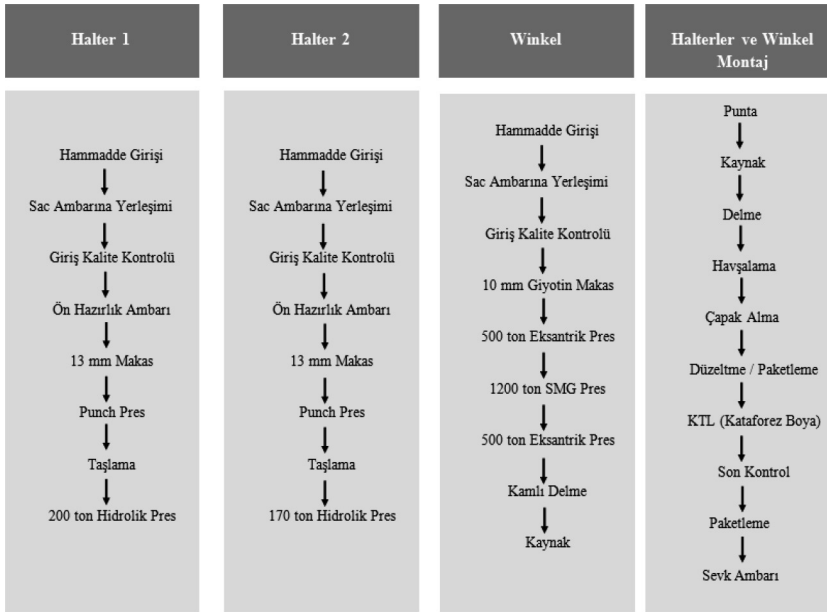 Halter 1
Hammadde Girişi
Sac Ambarına Yerleşimi
Giriş Kalite Kontrolü
Ön Hazırlık Ambarı
13 mm Makas
Punch Pres
Taşlama
200 ton Hidrolik Pres
Halter 2
Hammadde Girişi
Sac Ambarına Yerleşimi
Giriş Kalite Kontrolü
Ön Hazırlık Ambarı
13 mm Makas
Punch Pres
Taşlama
170 ton Hidrolik Pres
Winkel
Hammadde Girişi
Sac Ambarına Yerleşimi
Giriş Kalite Kontrolü
10 mm Giyotin Makas
500 ton Eksantrik Pres
1200 ton SMG Pres
500 ton Eksantrik Pres
Kamlı Delme
Kaynak
Halterler ve Winkel
Montaj
Punta
Kaynak
Delme
Havşalama
Çapak Alma
Düzeltme / Paketleme
KTL (Kataforez Boya)
Son Kontrol
Paketleme
Sevk Ambarı